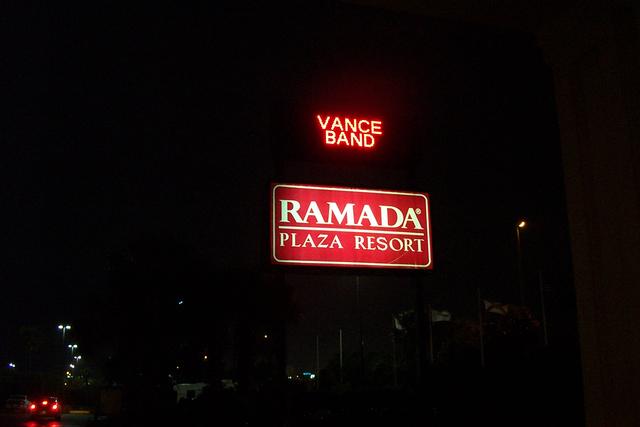 VANCE
BAND
RAMADA®
PLAZA RESORT